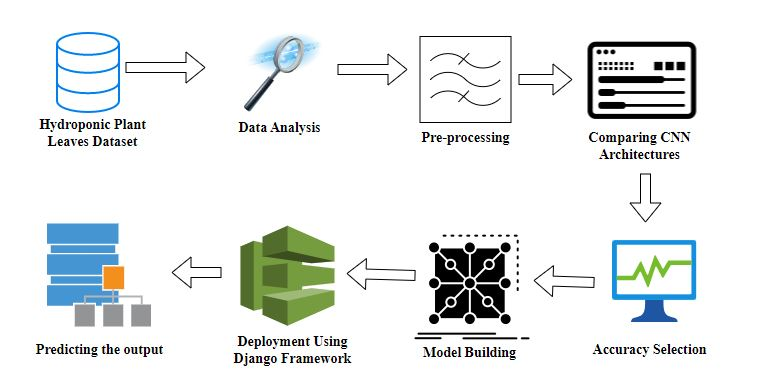 Hydroponic Plant
Leaves Dataset
Data Analysis
Pre-processing
Comparing CNN
Architectures
Predicting the output
Deployment Using
Django Framework
Model Building
Accuracy Selection